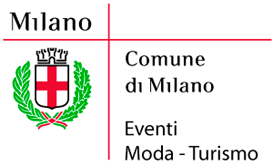 Milano
Comune
di Milano
Eventi
Moda - Turismo